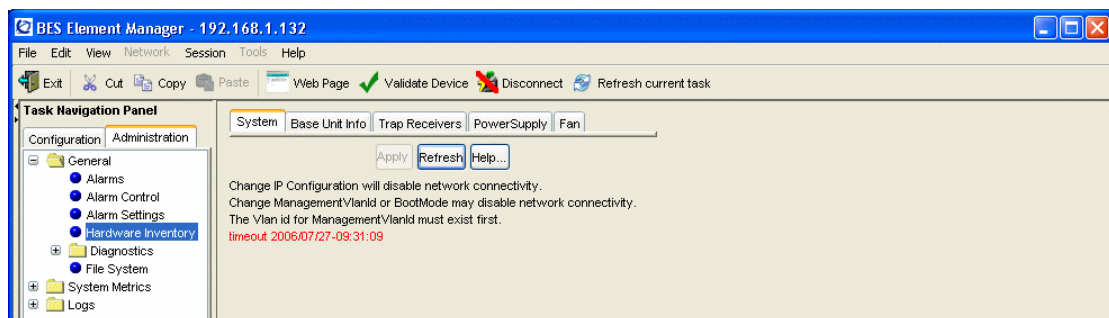 BES Element Manager - 192.168.1.132
File Edit View Network Session Tools Help
Exit Cut Copy Paste Web Page Validate Device Disconnect Refresh current task
Task Navigation Panel
Configuration Administration
General
Alarms
Alarm Control
Alarm Settings
Hardware Inventory
Diagnostics
File System
System Metrics
Logs
System Base Unit Info Trap Receivers PowerSupply Fan
Apply Refresh Help...
Change IP Configuration will disable network connectivity.
Change ManagementVlanId or BootMode may disable network connectivity.
The Vlan id for ManagementVlanId must exist first.
timeout 2006/07/27-09:31:09